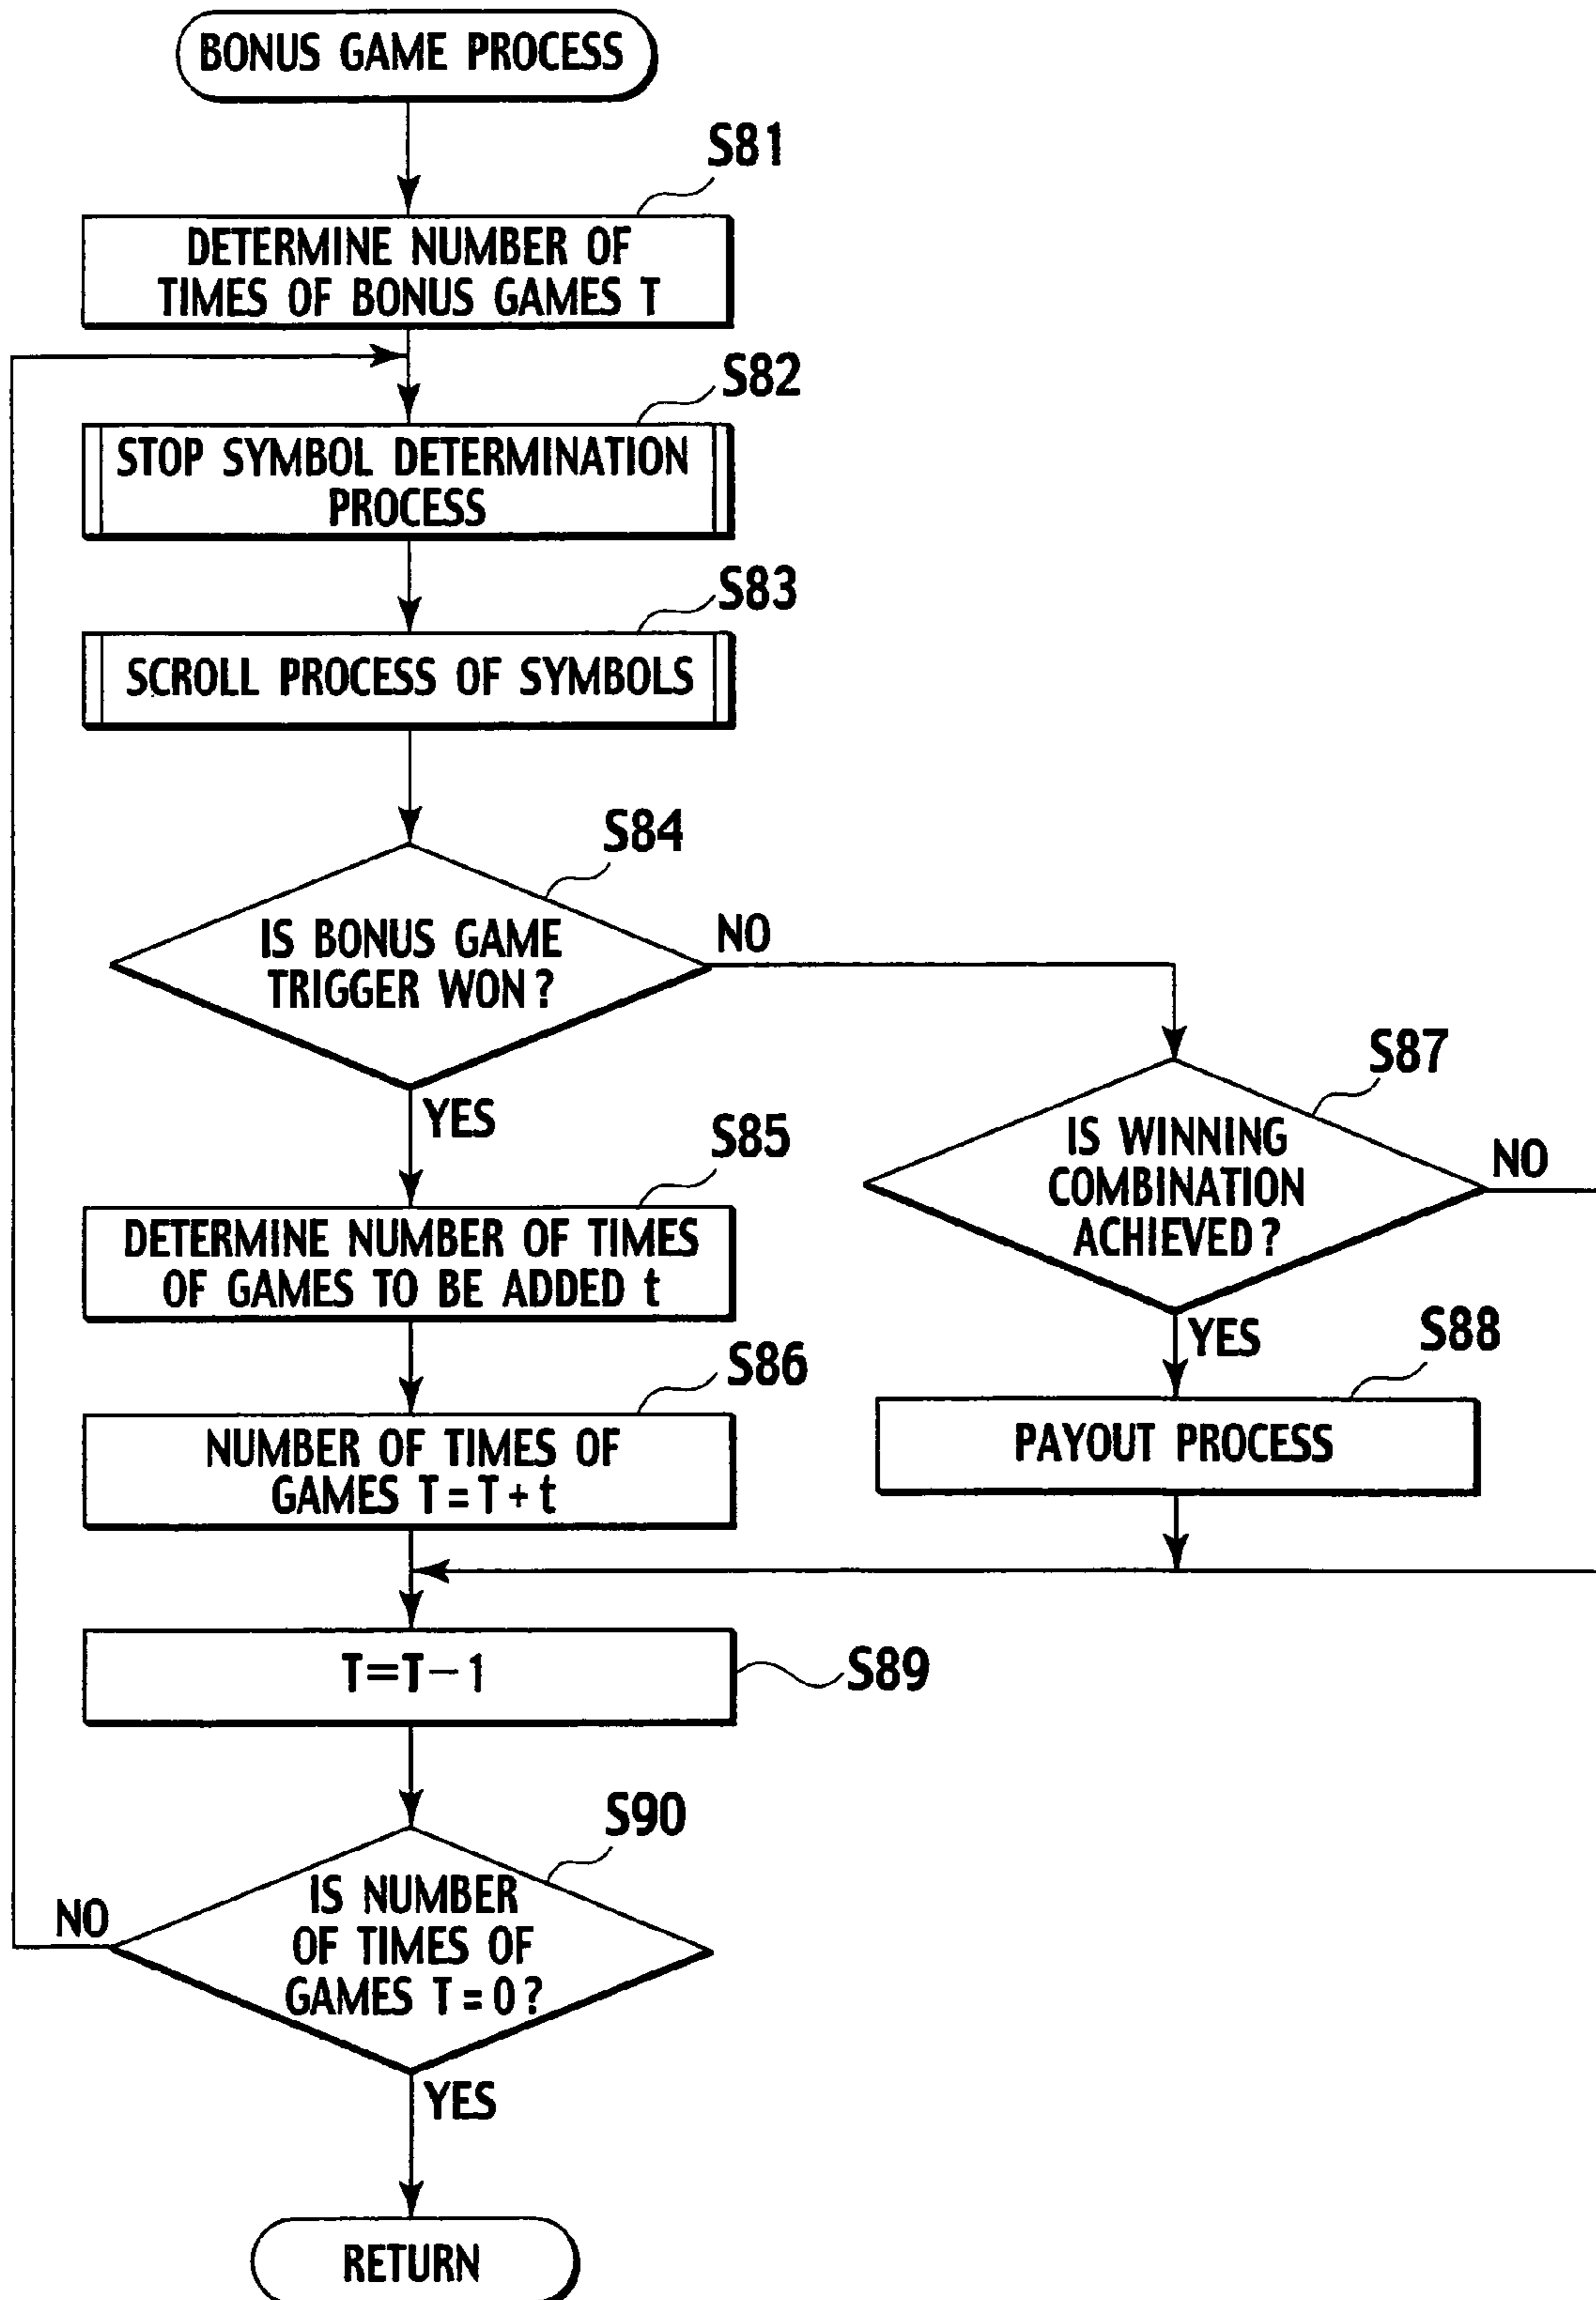 BONUS GAME PROCESS
S81
DETERMINE NUMBER OF
TIMES OF BONUS GAMES T
S82
STOP SYMBOL DETERMINATION
PROCESS
S83
SCROLL PROCESS OF SYMBOLS
S84
IS BONUS GAME
TRIGGER WON?
NO
YES
S87
IS WINNING
COMBINATION
ACHIEVED?
NO
YES
S85
DETERMINE NUMBER OF TIMES
OF GAMES TO BE ADDED t
S88
PAYOUT PROCESS
S86
NUMBER OF TIMES OF
GAMES T=T+t
T=T-1
S89
S90
IS NUMBER
OF TIMES OF
GAMES T=0?
NO
YES
RETURN